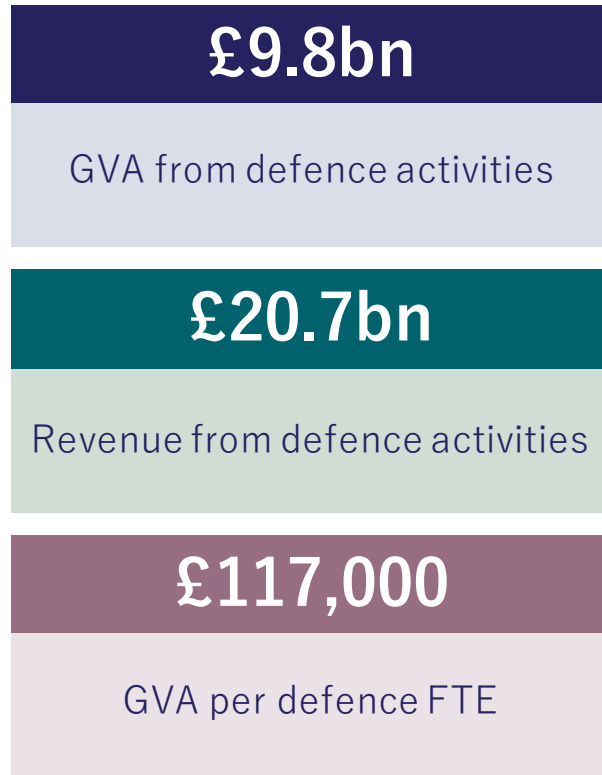 £9.8bn
GVA from defence activities
£20.7bn
Revenue from defence activities
£117,000
GVA per defence FTE